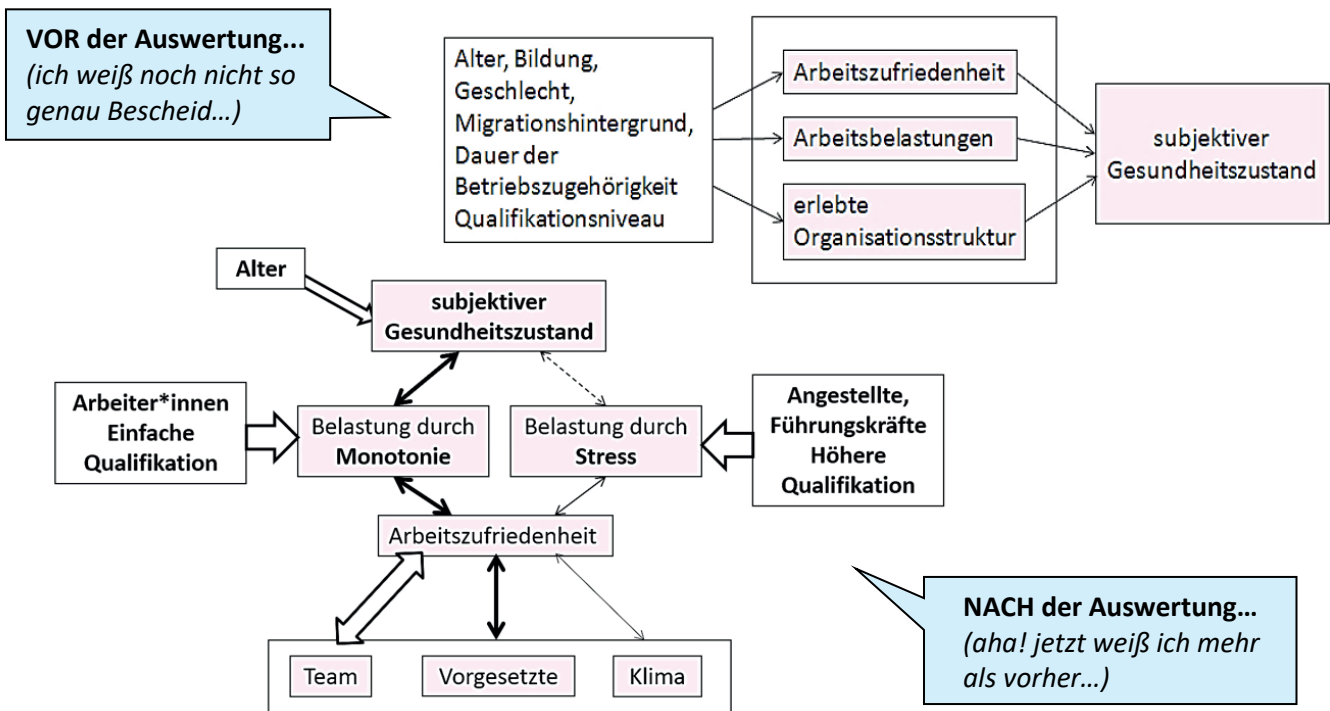 VOR der Auswertung...
(ich weiß noch nicht so
genau Bescheid...)
Alter, Bildung,
Geschlecht,
Migrationshintergrund,
Dauer der
Betriebszugehörigkeit
Qualifikationsniveau
Arbeitszufriedenheit
Arbeitsbelastungen
erlebte
Organisationsstruktur
subjektiver
Gesundheitszustand
Alter
subjektiver
Gesundheitszustand
Arbeiter*innen
Einfache
Qualifikation
Belastung durch
Monotonie
Belastung durch
Stress
Angestellte,
Führungskräfte
Höhere
Qualifikation
Arbeitszufriedenheit
Team
Vorgesetzte
Klima
NACH der Auswertung...
(aha! jetzt weiß ich mehr
als vorher...)